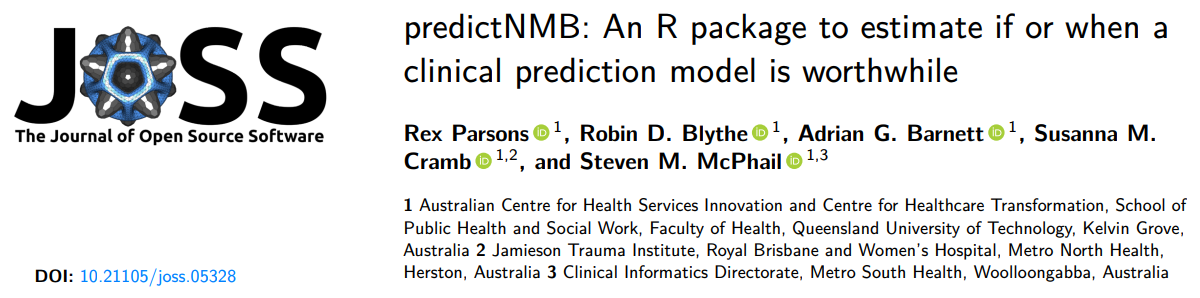 JOSS
The Journal of Open Source Software
DOI: 10.21105/joss.05328
predictNMB: An R package to estimate if or when a
clinical prediction model is worthwhile
Rex Parsons iD 1, Robin D. Blythe iD 1, Adrian G. Barnett iD 1, Susanna M.
Cramb iD 1,2, and Steven M. McPhail iD 1,3
1 Australian Centre for Health Services Innovation and Centre for Healthcare Transformation, School of
Public Health and Social Work, Faculty of Health, Queensland University of Technology, Kelvin Grove,
Australia 2 Jamieson Trauma Institute, Royal Brisbane and Women's Hospital, Metro North Health,
Herston, Australia 3 Clinical Informatics Directorate, Metro South Health, Woolloongabba, Australia